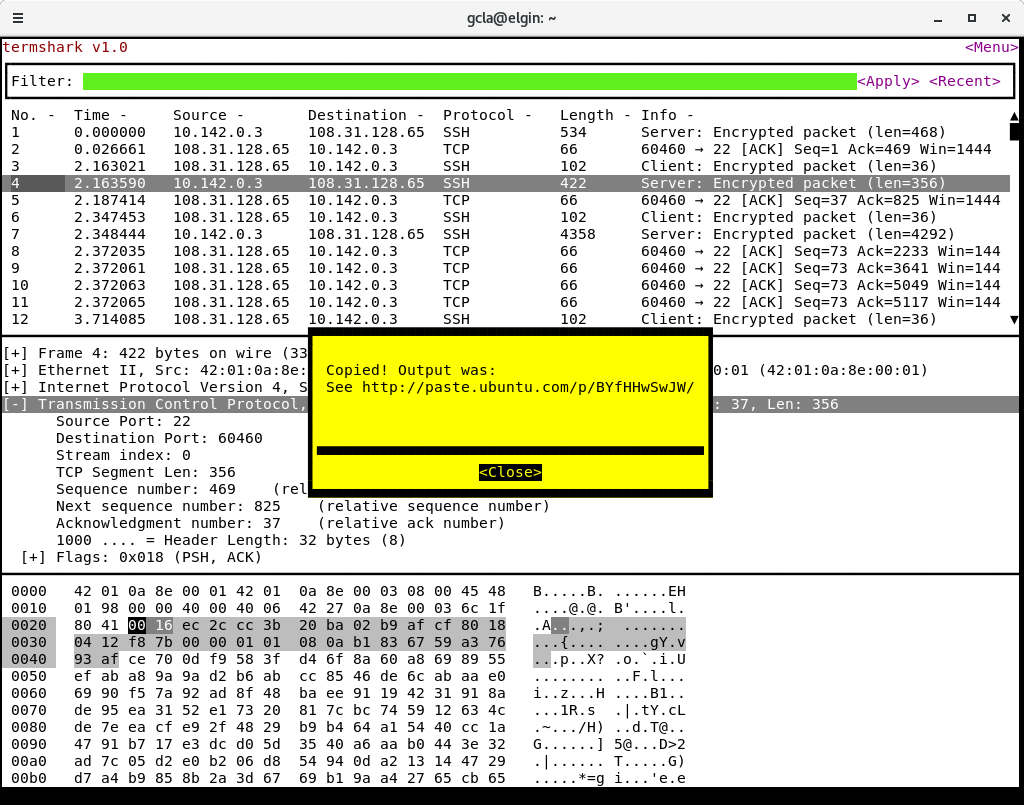 gcla@elgin: ~
termshark v1.0 <Menu>
Filter: <Apply> <Recent>
No. - Time - Source - Destination - Protocol - Length - Info -
1 0.000000 10.142.0.3 108.31.128.65 SSH 534 Server: Encrypted packet (len=468)
2 0.026661 108.31.128.65 10.142.0.3 TCP 66 60460 → 22 [ACK] Seq=1 Ack=469 Win=1444
3 2.163021 108.31.128.65 10.142.0.3 SSH 102 Client: Encrypted packet (len=36)
4 2.163590 10.142.0.3 108.31.128.65 SSH 422 Server: Encrypted packet (len=356)
5 2.187414 108.31.128.65 10.142.0.3 TCP 66 60460 → 22 [ACK] Seq=37 Ack=825 Win=1444
6 2.347453 108.31.128.65 10.142.0.3 SSH 102 Client: Encrypted packet (len=36)
7 2.348444 10.142.0.3 108.31.128.65 SSH 4358 Server: Encrypted packet (len=4292)
8 2.372035 108.31.128.65 10.142.0.3 TCP 66 60460 → 22 [ACK] Seq=73 Ack=2233 Win=144
9 2.372061 108.31.128.65 10.142.0.3 TCP 66 60460 → 22 [ACK] Seq=73 Ack=3641 Win=144
10 2.372063 108.31.128.65 10.142.0.3 TCP 66 60460 → 22 [ACK] Seq=73 Ack=5049 Win=144
11 2.372065 108.31.128.65 10.142.0.3 TCP 66 60460 → 22 [ACK] Seq=73 Ack=5117 Win=144
12 3.714085 108.31.128.65 10.142.0.3 SSH 102 Client: Encrypted packet (len=36)
[+] Frame 4: 422 bytes on wire (33
[+] Ethernet II, Src: 42:01:0a:8e: 0:01 (42:01:0a:8e:00:01)
[+] Internet Protocol Version 4, S
[-] Transmission Control Protocol, : 37, Len: 356
Source Port: 22
Destination Port: 60460
Stream index: 0
TCP Segment Len: 356
Sequence number: 469 (rel
Next sequence number: 825 (relative sequence number)
Acknowledgment number: 37 (relative ack number)
1000 .... = Header Length: 32 bytes (8)
[+] Flags: 0x018 (PSH, ACK)
Copied! Output was:
See http://paste.ubuntu.com/p/BYfHHwSwJW/
<Close>
0000 42 01 0a 8e 00 01 42 01 0a 8e 00 03 08 00 45 48 B.....B. ......EH
0010 01 98 00 00 40 00 40 06 42 27 0a 8e 00 03 6c 1f ....@.@. B'....l.
0020 80 41 00 16 ec 2c cc 3b 20 ba 02 b9 af cf 80 18 .A...,.; .......
0030 04 12 f8 7b 00 00 01 01 08 0a b1 83 67 59 a3 76 ...{.... ....gY.v
0040 93 af ce 70 0d f9 58 3f d4 6f 8a 60 a8 69 89 55 ...p..X? .o.`.i.U
0050 ef ab a8 9a 9a d2 b6 ab cc 85 46 de 6c ab aa e0 ........ ..F.l...
0060 69 90 f5 7a 92 ad 8f 48 ba ee 91 19 42 31 91 8a i..z...H ....B1..
0070 de 95 ea 31 52 e1 73 20 81 7c bc 74 59 12 63 4c ...1R.s .|.tY.cL
0080 de 7e ea cf e9 2f 48 29 b9 b4 64 a1 54 40 cc 1a .~.../H) ..d.T@..
0090 47 91 b7 17 e3 dc d0 5d 35 40 a6 aa b0 44 3e 32 G......] 5@...D>2
00a0 ad 7c 05 d2 e0 b2 06 d8 54 94 0d a2 13 14 47 29 .|...... T.....G)
00b0 d7 a4 b9 85 8b 2a 3d 67 69 b1 9a a4 27 65 cb 65 .....*=g i...'e.e